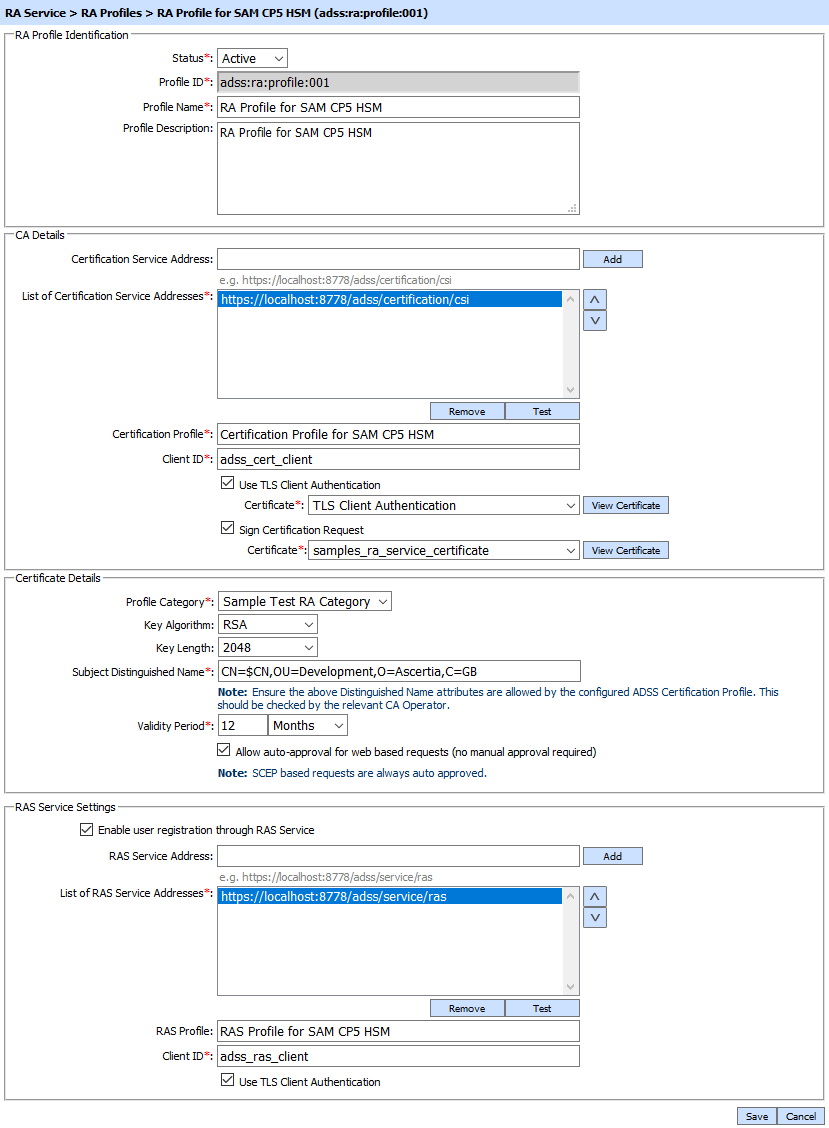 RA Service > RA Profiles > RA Profile for SAM CP5 HSM (adss:ra:profile:001)
RA Profile Identification
Status*: Active
Profile ID*: adss:ra:profile:001
Profile Name*: RA Profile for SAM CP5 HSM
Profile Description: RA Profile for SAM CP5 HSM
CA Details
Certification Service Address: Add
e.g. https://localhost:8778/adss/certification/csi
List of Certification Service Addresses*: https://localhost:8778/adss/certification/csi
Remove Test
Certification Profile*: Certification Profile for SAM CP5 HSM
Client ID*: adss_cert_client
Use TLS Client Authentication
Certificate*: TLS Client Authentication View Certificate
Sign Certification Request
Certificate*: samples_ra_service_certificate View Certificate
Certificate Details
Profile Category*: Sample Test RA Category
Key Algorithm: RSA
Key Length: 2048
Subject Distinguished Name*: CN=$CN,OU=Development,O=Ascertia,C=GB
Note: Ensure the above Distinguished Name attributes are allowed by the configured ADSS Certification Profile. This
should be checked by the relevant CA Operator.
Validity Period*: 12 Months
Allow auto-approval for web based requests (no manual approval required)
Note: SCEP based requests are always auto approved.
RAS Service Settings
Enable user registration through RAS Service
RAS Service Address: Add
e.g. https://localhost:8778/adss/service/ras
List of RAS Service Addresses*: https://localhost:8778/adss/service/ras
Remove Test
RAS Profile: RAS Profile for SAM CP5 HSM
Client ID*: adss_ras_client
Use TLS Client Authentication
Save Cancel